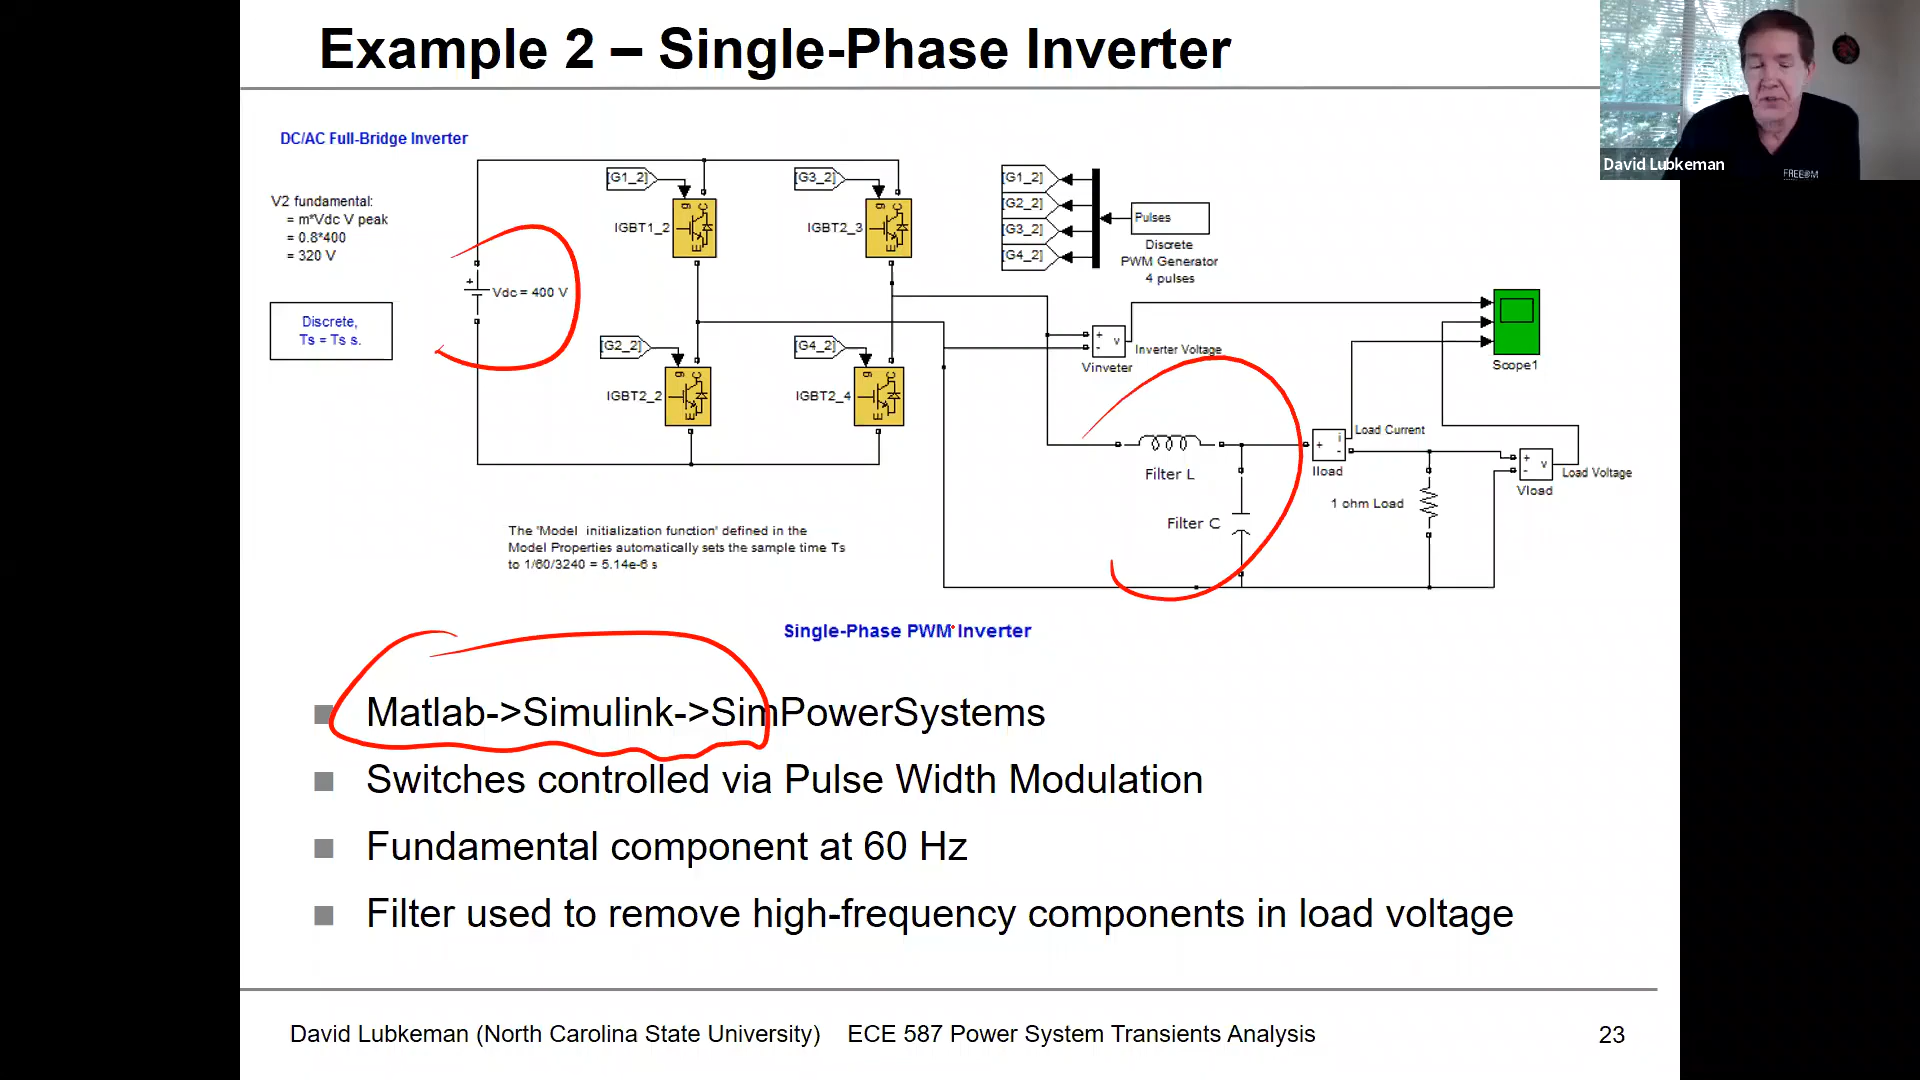 Example 2 – Single-Phase Inverter
David Lubkeman
FREEDM
DC/AC Full-Bridge Inverter
V2 fundamental:
= m*Vdc V peak
= 0.8*400
= 320 V
Discrete,
Ts = Ts s.
+
Vdc = 400 V
[G1_2]
g C
E
IGBT1_2
[G3_2]
g C
E
IGBT2_3
[G2_2]
g C
E
IGBT2_2
[G4_2]
g C
E
IGBT2_4
[G1_2]
[G2_2]
[G3_2]
[G4_2]
Pulses
Discrete
PWM Generator
4 pulses
+
-
v
Inverter Voltage
Vinveter
Scope1
Filter L
Filter C
+
i
-
Load Current
Iload
1 ohm Load
+
-
v
Load Voltage
Vload
The 'Model initialization function' defined in the
Model Properties automatically sets the sample time Ts
to 1/60/3240 = 5.14e-6 s
Single-Phase PWM Inverter
Matlab->Simulink->SimPowerSystems
Switches controlled via Pulse Width Modulation
Fundamental component at 60 Hz
Filter used to remove high-frequency components in load voltage
David Lubkeman (North Carolina State University) ECE 587 Power System Transients Analysis
23